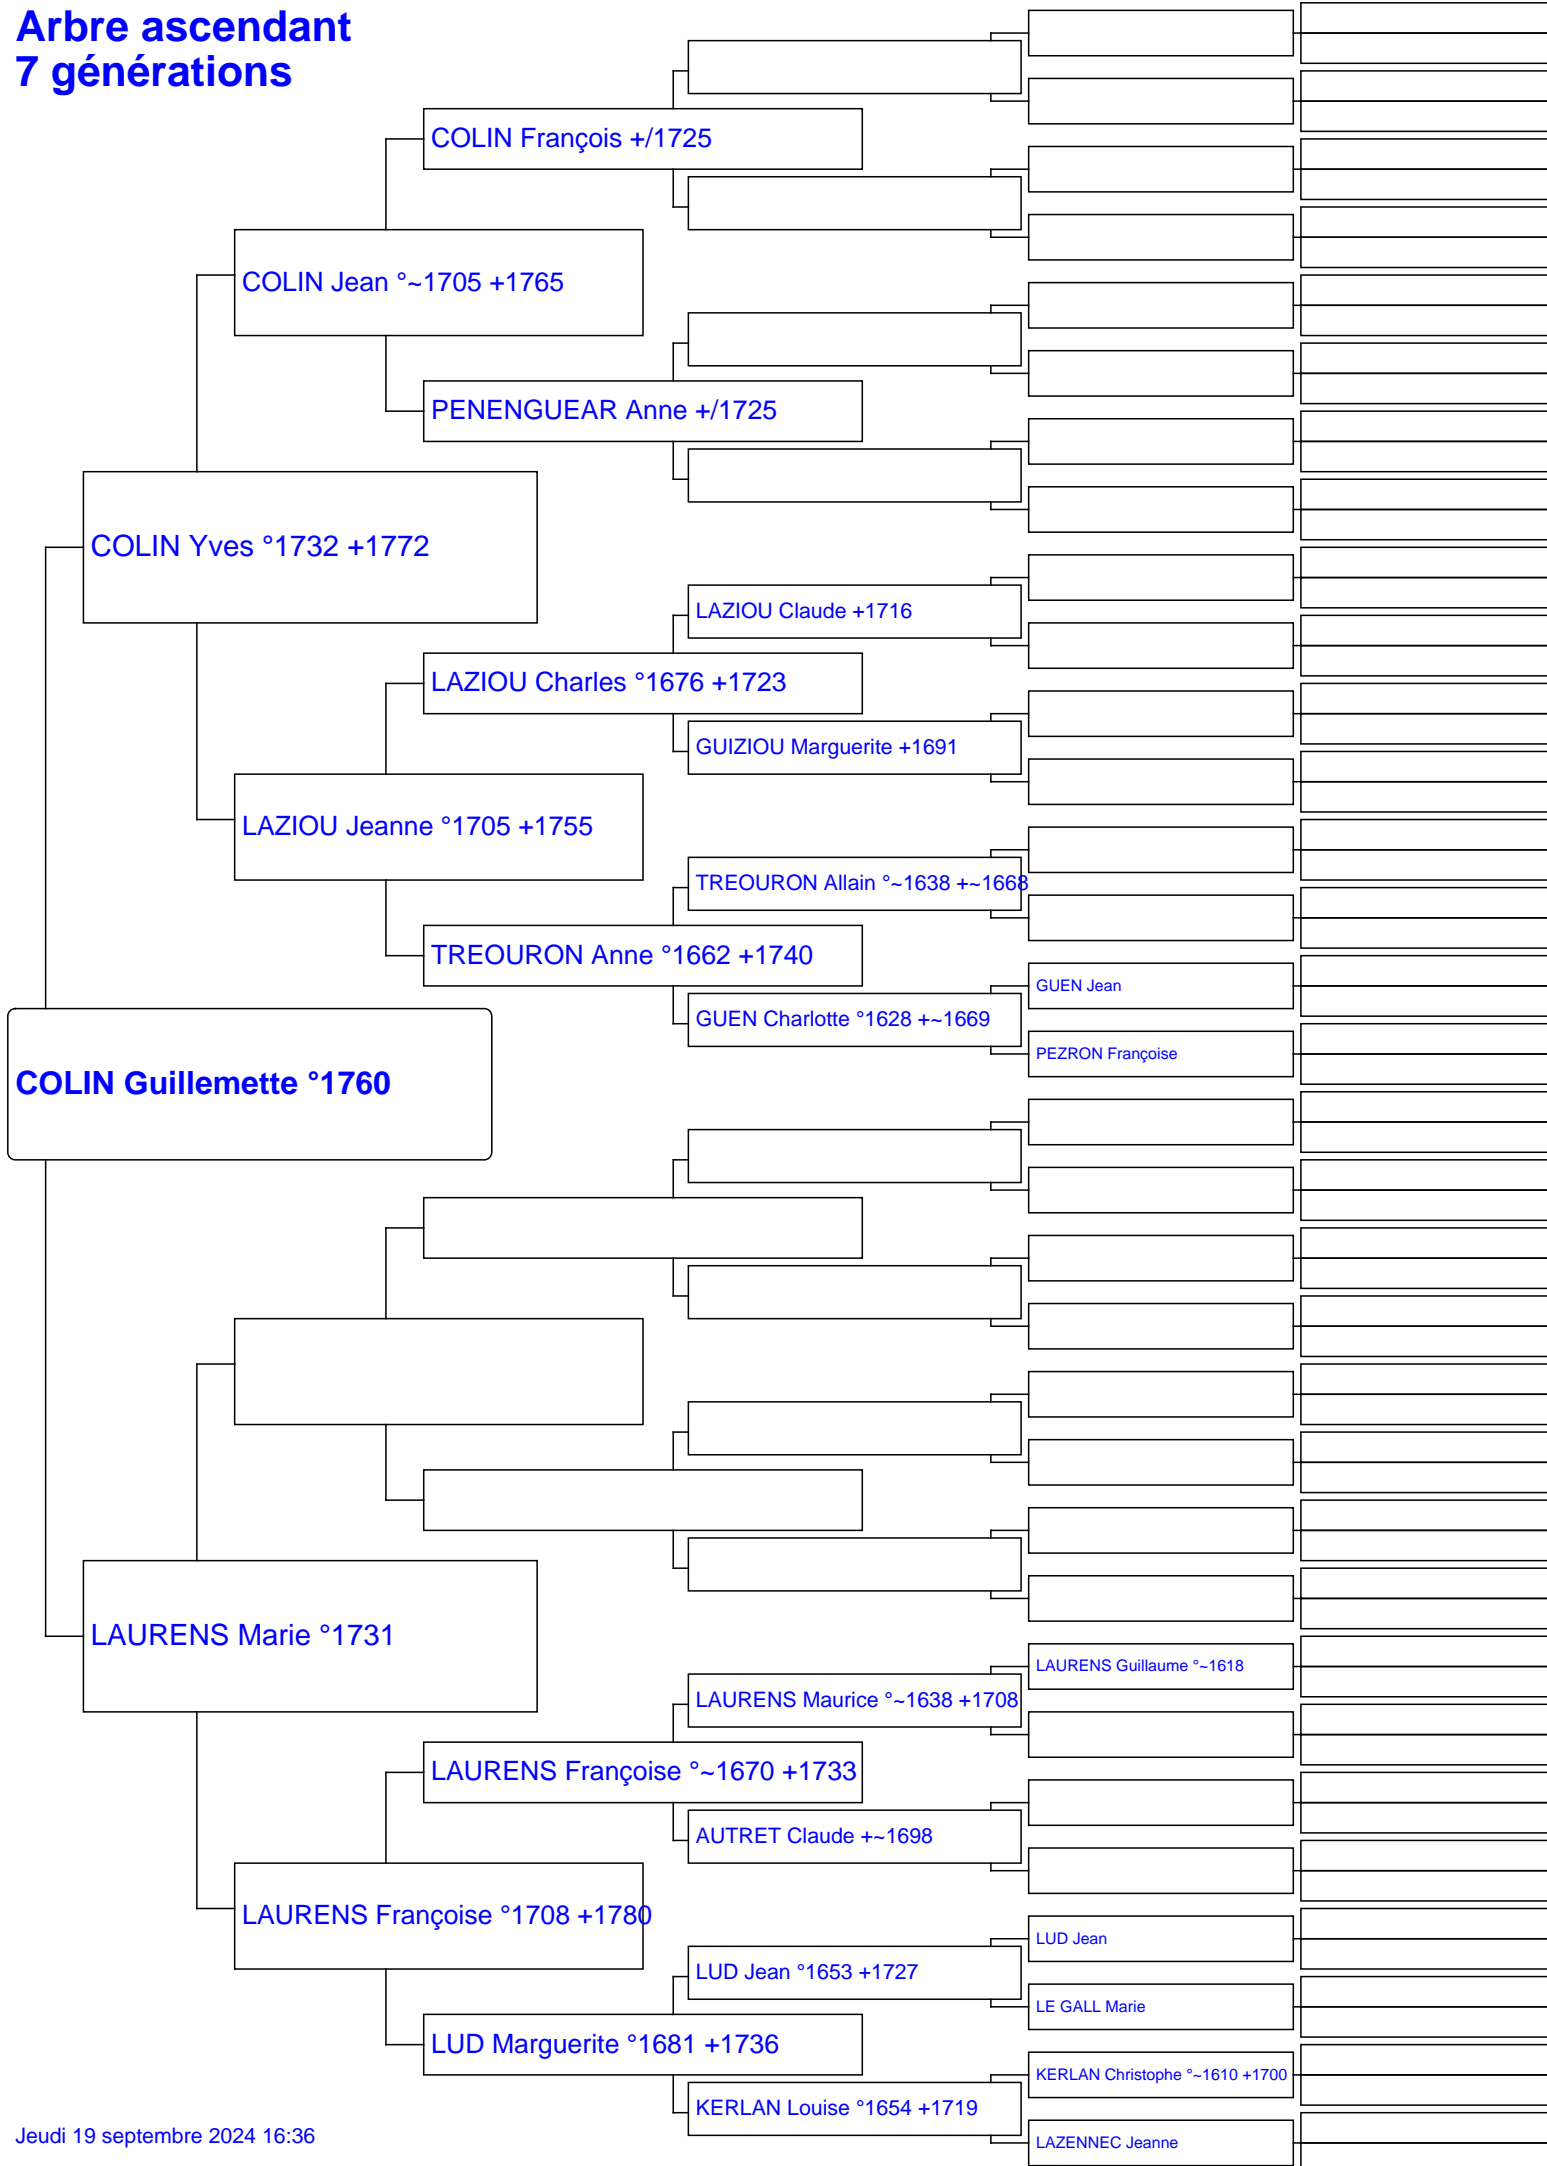 Arbre ascendant
7 générations
COLIN François +/1725
COLIN Jean °~1705 +1765
PENENGUEAR Anne +/1725
COLIN Yves °1732 +1772
LAZIOU Claude +1716
LAZIOU Charles °1676 +1723
GUIZIOU Marguerite +1691
LAZIOU Jeanne °1705 +1755
TREOURON Allain °~1638 +~1668
TREOURON Anne °1662 +1740
GUEN Jean
GUEN Charlotte °1628 +~1669
PEZRON Françoise
COLIN Guillemette °1760
LAURENS Marie °1731
LAURENS Guillaume °~1618
LAURENS Maurice °~1638 +1708
LAURENS Françoise °~1670 +1733
AUTRET Claude +~1698
LAURENS Françoise °1708 +1780
LUD Jean
LUD Jean °1653 +1727
LE GALL Marie
LUD Marguerite °1681 +1736
KERLAN Christophe °~1610 +1700
KERLAN Louise °1654 +1719
LAZENNEC Jeanne
Jeudi 19 septembre 2024 16:36